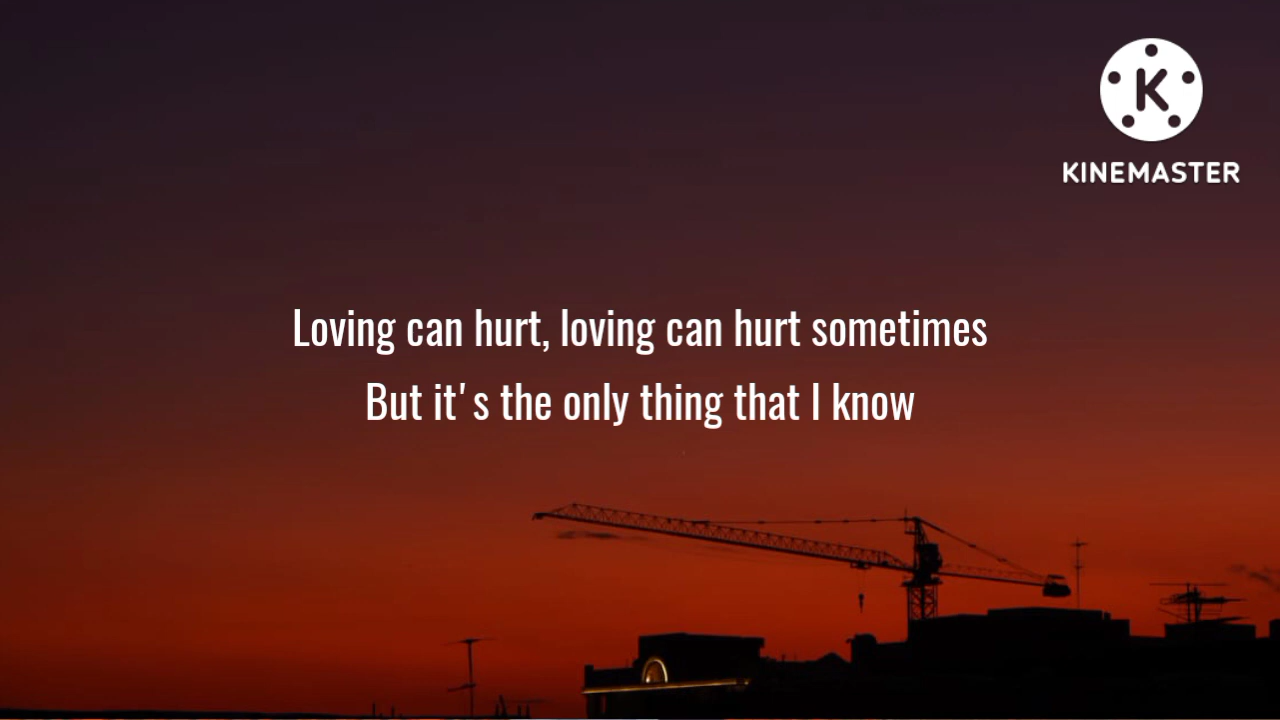 K
KINEMASTER
Loving can hurt, loving can hurt sometimes
But it's the only thing that I know